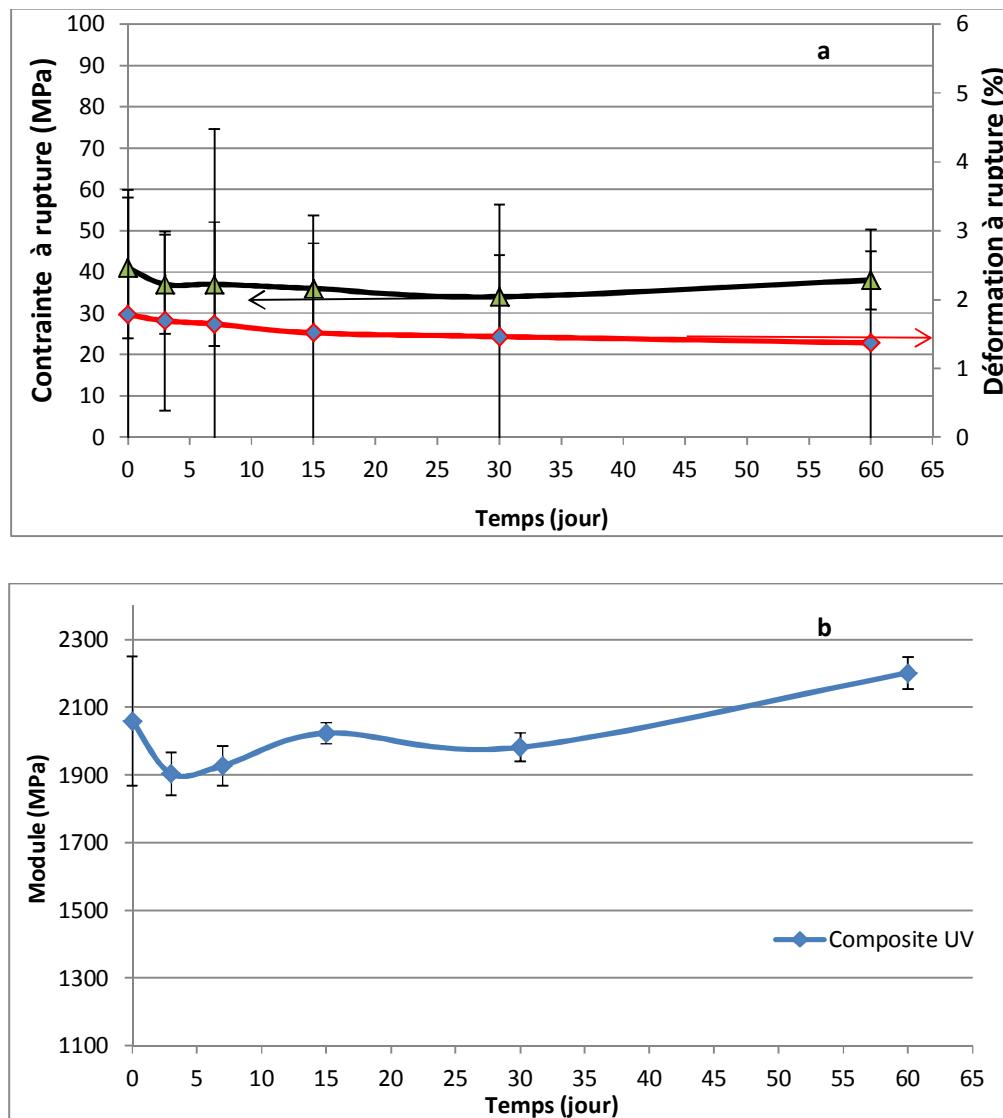 a
Contrainte à rupture (MPa)
100
90
80
70
60
50
40
30
20
10
0
6
5
4
3
2
1
0
Déformation à rupture (%)
0 5 10 15 20 25 30 35 40 45 50 55 60 65
Temps (jour)
b
Module (MPa)
2300
2100
1900
1700
1500
1300
1100
Composite UV
0 5 10 15 20 25 30 35 40 45 50 55 60 65
Temps (jour)